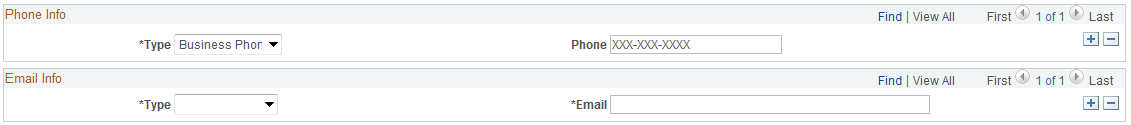 Phone Info Find | View All First 1 of 1 Last
*Type Business Phor Phone XXX-XXX-XXXX
Email Info Find | View All First 1 of 1 Last
*Type *Email